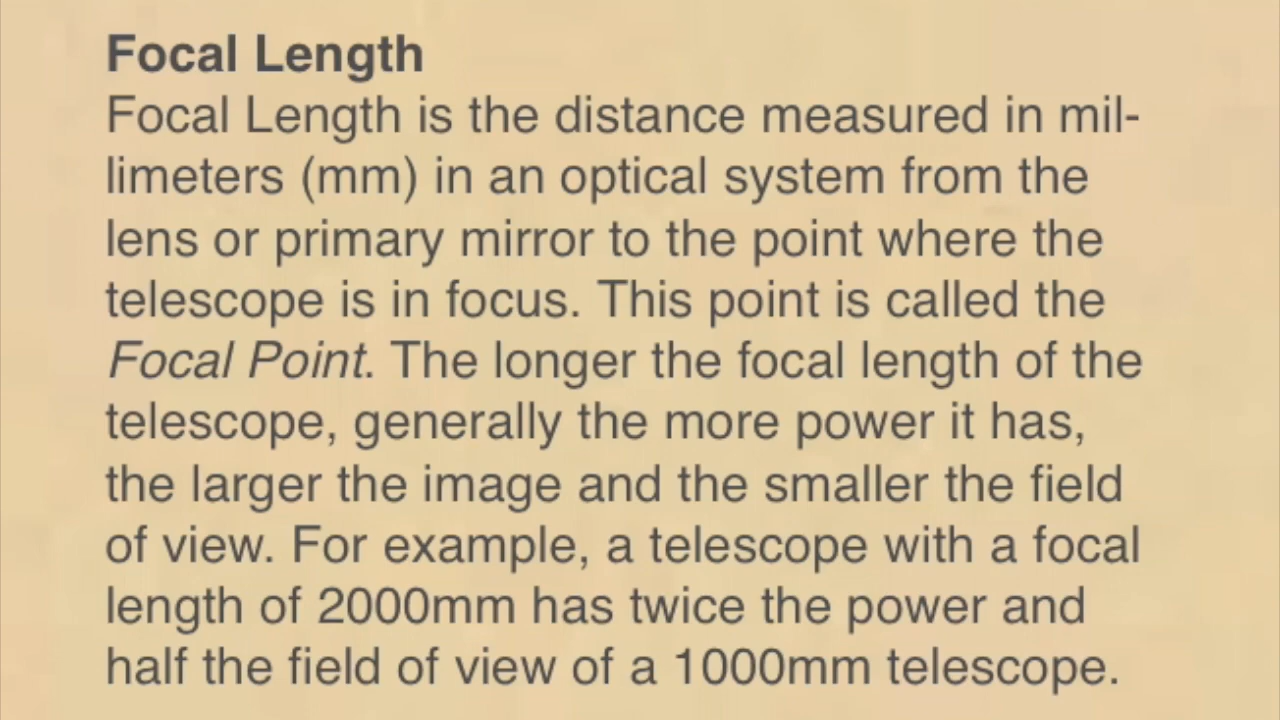 Focal Length
Focal Length is the distance measured in mil-
limeters (mm) in an optical system from the
lens or primary mirror to the point where the
telescope is in focus. This point is called the
Focal Point. The longer the focal length of the
telescope, generally the more power it has,
the larger the image and the smaller the field
of view. For example, a telescope with a focal
length of 2000mm has twice the power and
half the field of view of a 1000mm telescope.